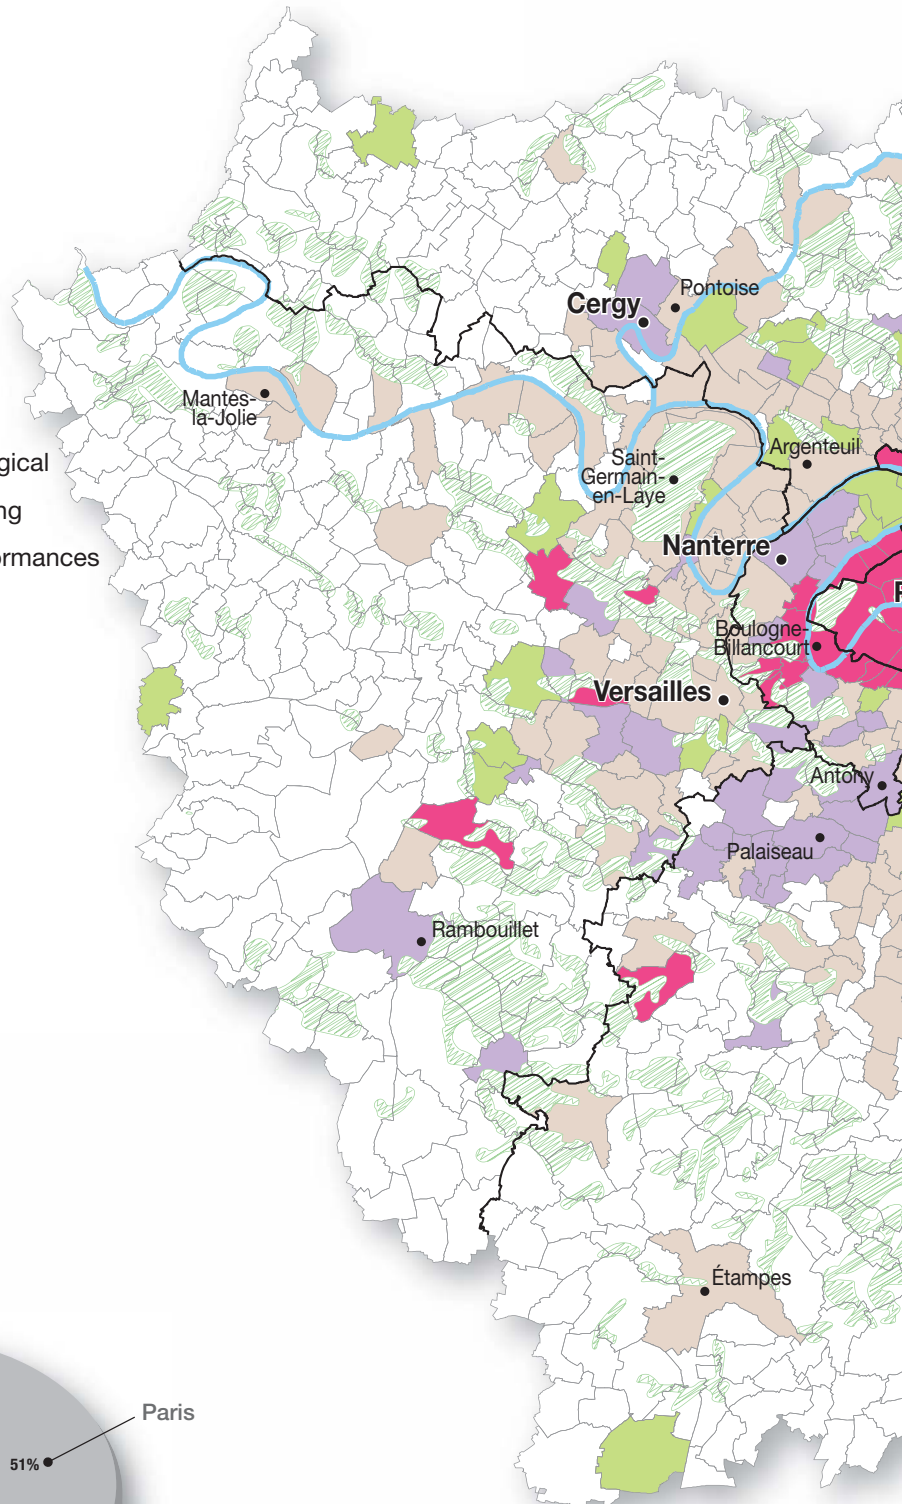 Pontoise
Cergy
Mantes-
la-Jolie
Argenteuil
Saint-
Germain-
en-Laye
gical
ng
ormances
Nanterre
Boulogne-
Billancourt
Versailles
Antony
Palaiseau
Rambouillet
Étampes
Paris
51%